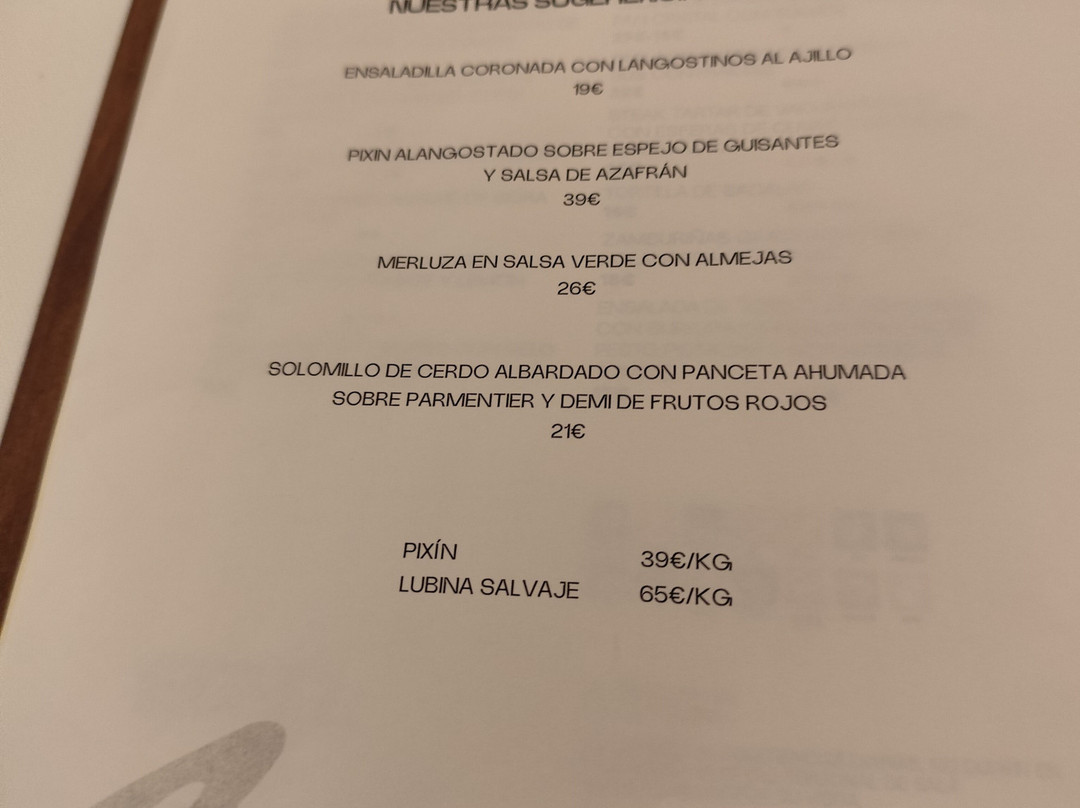 NUESTRAS
ENSALADILLA CORONADA CON LANGOSTINOS AL AJILLO
19€
PIXIN ALANGOSTADO SOBRE ESPEJO DE GUISANTES
Y SALSA DE AZAFRÁN
39€
MERLUZA EN SALSA VERDE CON ALMEJAS
26€
SOLOMILLO DE CERDO ALBARDADO CON PANCETA AHUMADA
SOBRE PARMENTIER Y DEMI DE FRUTOS ROJOS
21€
PIXÍN 39€/KG
LUBINA SALVAJE 65€/KG